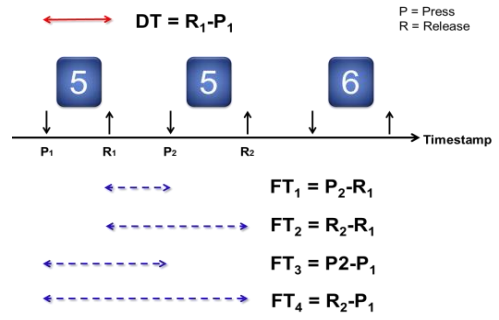 P = Press
R = Release
DT = R₁-P₁
5 5 6
Timestamp
P₁ R₁ P₂ R₂
FT₁ = P₂-R₁
FT₂ = R₂-R₁
FT₃ = P2-P₁
FT₄ = R₂-P₁